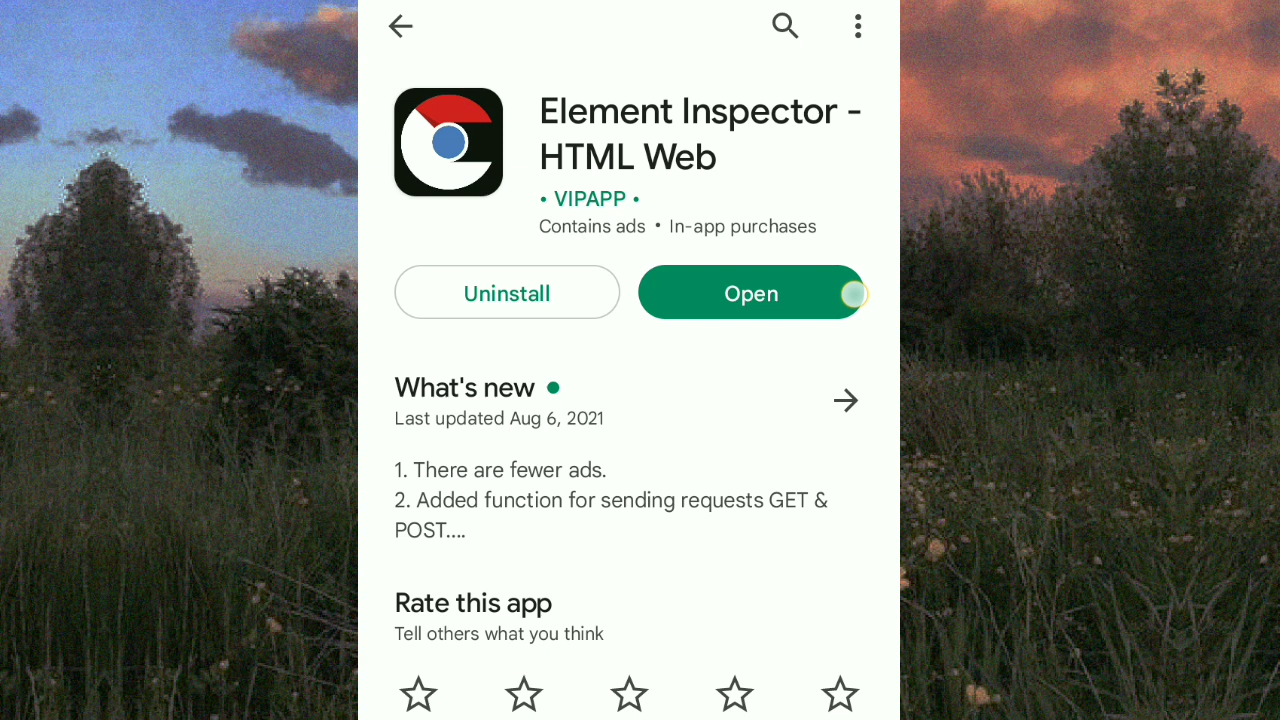 Element Inspector -
HTML Web
• VIPAPP •
Contains ads • In-app purchases
Uninstall
Open
What's new
Last updated Aug 6, 2021
1. There are fewer ads.
2. Added function for sending requests GET &
POST....
Rate this app
Tell others what you think